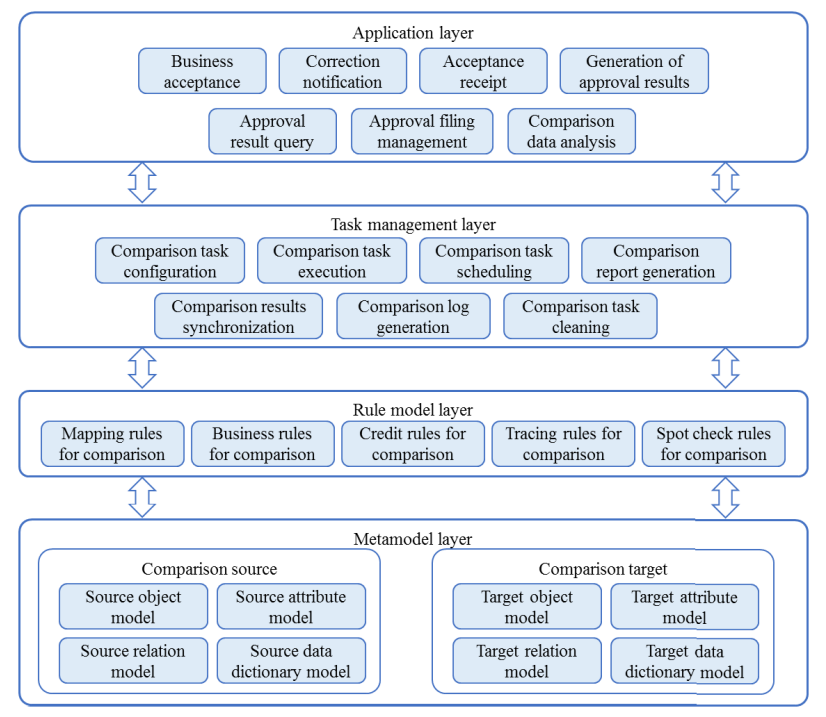 Application layer
Business
acceptance
Correction
notification
Acceptance
receipt
Generation of
approval results
Approval
result query
Approval filing
management
Comparison
data analysis
Task management layer
Comparison task
configuration
Comparison task
execution
Comparison task
scheduling
Comparison
report generation
Comparison results
synchronization
Comparison log
generation
Comparison task
cleaning
Rule model layer
Mapping rules
for comparison
Business rules
for comparison
Credit rules for
comparison
Tracing rules for
comparison
Spot check rules
for comparison
Metamodel layer
Comparison source
Source object
model
Source attribute
model
Source relation
model
Source data
dictionary model
Comparison target
Target object
model
Target attribute
model
Target relation
model
Target data
dictionary model